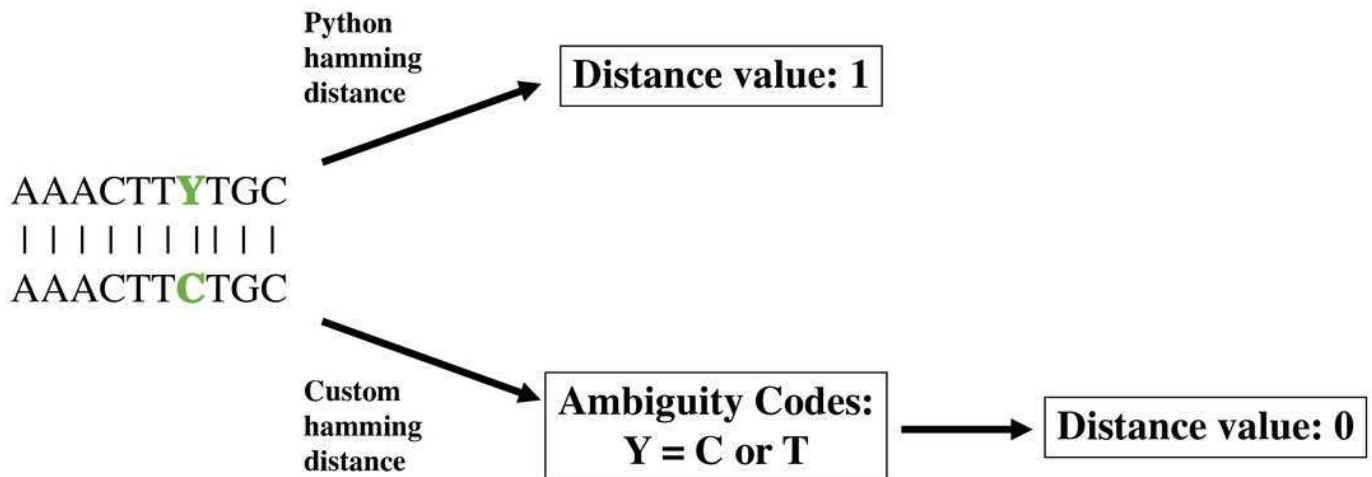 Python
hamming
distance
Distance value: 1
AAACTTYTGC
| | | | | | | | | |
AAACTTCTGC
Custom
hamming
distance
Ambiguity Codes:
Y = C or T
Distance value: 0